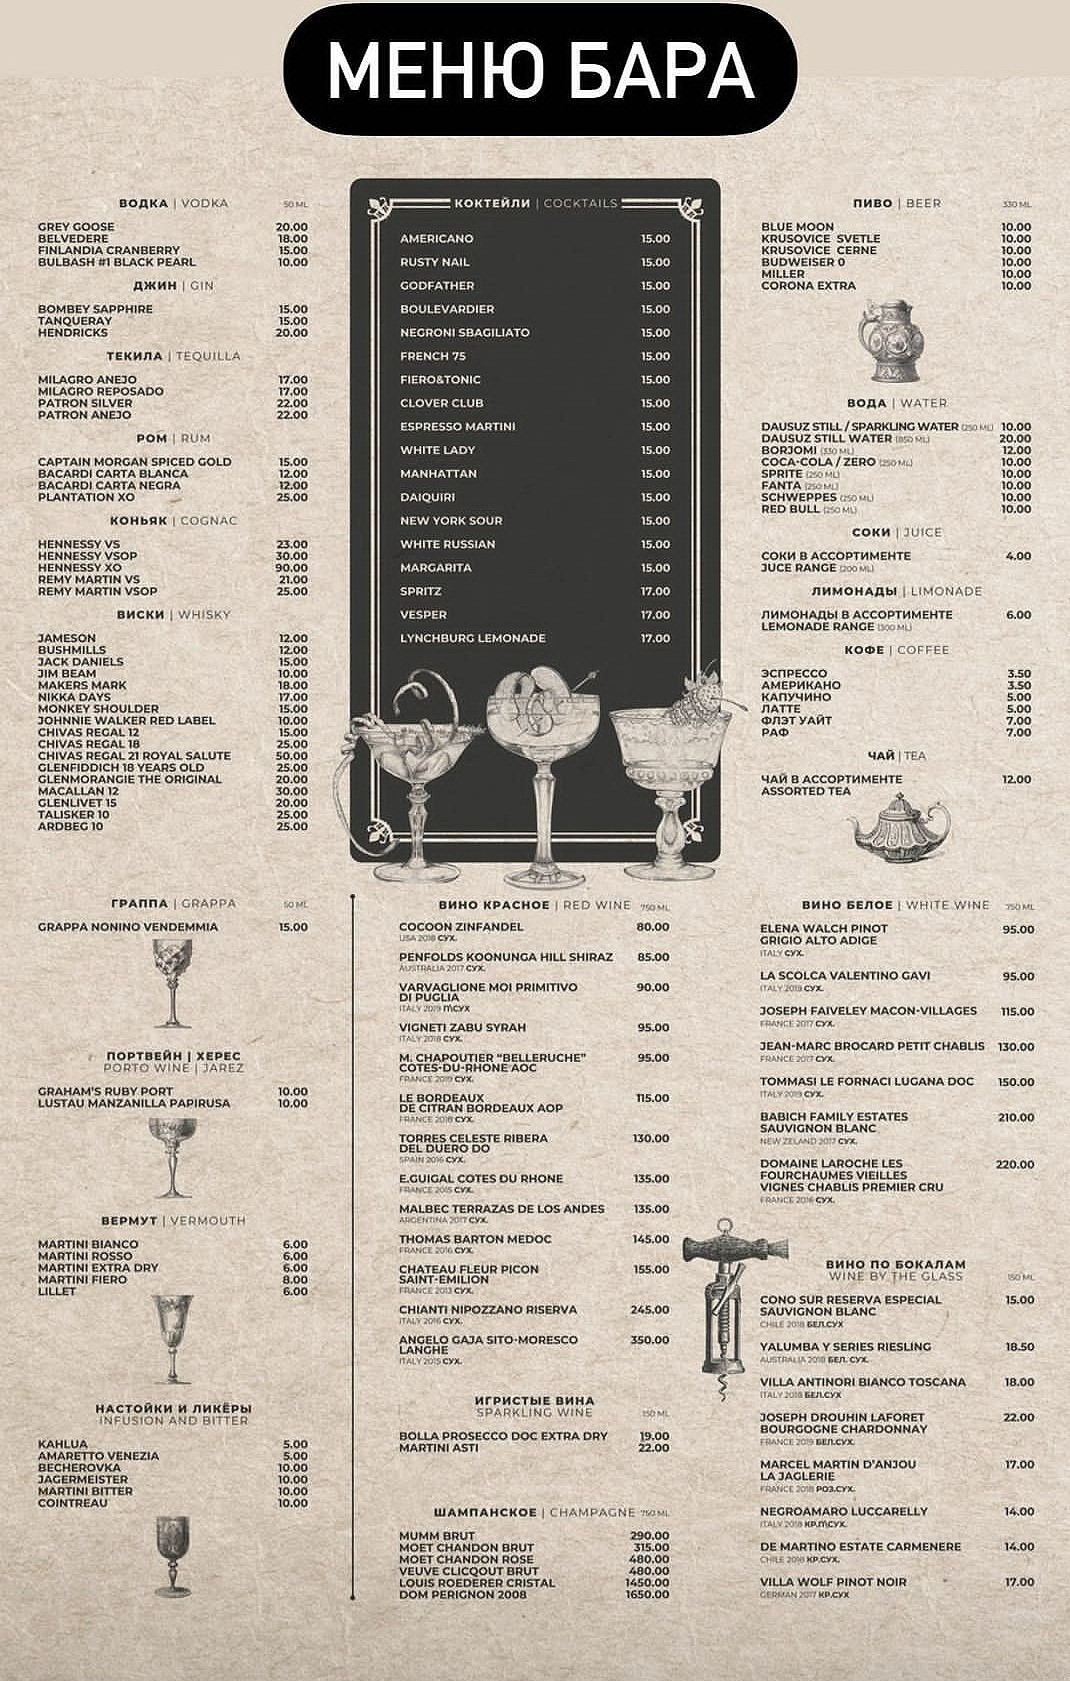 МЕНЮ БАРА
ВОДКА | VODKA 50 ML
GREY GOOSE 20.00
BELVEDERE 18.00
FINLANDIA CRANBERRY 15.00
BULBASH #1 BLACK PEARL 10.00
ДЖИН | GIN
BOMBEY SAPPHIRE 15.00
TANQUERAY 15.00
HENDRICKS 20.00
ТЕКИЛА | TEQUILLA
MILAGRO ANEJO 17.00
MILAGRO REPOSADO 17.00
PATRON SILVER 22.00
PATRON ANEJO 22.00
РОМ | RUM
CAPTAIN MORGAN SPICED GOLD 15.00
BACARDI CARTA BLANCA 12.00
BACARDI CARTA NEGRA 12.00
PLANTATION XO 25.00
КОНЬЯК | COGNAC
HENNESSY VS 23.00
HENNESSY VSOP 30.00
HENNESSY XO 90.00
REMY MARTIN VS 21.00
REMY MARTIN VSOP 25.00
ВИСКИ | WHISKY
JAMESON 12.00
BUSHMILLS 12.00
JACK DANIELS 15.00
JIM BEAM 10.00
MAKERS MARK 18.00
NIKKA DAYS 17.00
MONKEY SHOULDER 15.00
JOHNNIE WALKER RED LABEL 10.00
CHIVAS REGAL 12 15.00
CHIVAS REGAL 18 25.00
CHIVAS REGAL 21 ROYAL SALUTE 50.00
GLENFIDDICH 18 YEARS OLD 25.00
GLENMORANGIE THE ORIGINAL 20.00
MACALLAN 12 30.00
GLENLIVET 15 20.00
TALISKER 10 25.00
ARDBEG 10 25.00
КОКТЕЙЛИ | COCKTAILS
AMERICANO 15.00
RUSTY NAIL 15.00
GODFATHER 15.00
BOULEVARDIER 15.00
NEGRONI SBAGILIATO 15.00
FRENCH 75 15.00
FIERO&TONIC 15.00
CLOVER CLUB 15.00
ESPRESSO MARTINI 15.00
WHITE LADY 15.00
MANHATTAN 15.00
DAIQUIRI 15.00
NEW YORK SOUR 15.00
WHITE RUSSIAN 15.00
MARGARITA 15.00
SPRITZ 17.00
VESPER 17.00
LYNCHBURG LEMONADE 17.00
ПИВО | BEER 330 ML
BLUE MOON 10.00
KRUSOVICE SVETLE 10.00
KRUSOVICE CERNE 10.00
BUDWEISER 0 10.00
MILLER 10.00
CORONA EXTRA 10.00
ВОДА | WATER
DAUSUZ STILL / SPARKLING WATER (250 ML) 10.00
DAUSUZ STILL WATER (850 ML) 20.00
BORJOMI (330 ML) 12.00
COCA-COLA / ZERO (250 ML) 10.00
SPRITE (250 ML) 10.00
FANTA (250 ML) 10.00
SCHWEPPES (250 ML) 10.00
RED BULL (250 ML) 10.00
СОКИ | JUICE
СОКИ В АССОРТИМЕНТЕ 4.00
JUCE RANGE (200 ML)
ЛИМОНАДЫ | LIMONADE
ЛИМОНАДЫ В АССОРТИМЕНТЕ 6.00
LEMONADE RANGE (300 ML)
КОФЕ | COFFEE
ЭСПРЕССО 3.50
АМЕРИКАНО 3.50
КАПУЧИНО 5.00
ЛАТТЕ 5.00
ФЛЭТ УАЙТ 7.00
РАФ 7.00
ЧАЙ | TEA
ЧАЙ В АССОРТИМЕНТЕ 12.00
ASSORTED TEA
ГРАППА | GRAPPA 50 ML
GRAPPA NONINO VENDEMMIA 15.00
ПОРТВЕЙН | ХЕРЕС
PORTO WINE | JAREZ
GRAHAM'S RUBY PORT 10.00
LUSTAU MANZANILLA PAPIRUSA 10.00
ВЕРМУТ | VERMOUTH
MARTINI BIANCO 6.00
MARTINI ROSSO 6.00
MARTINI EXTRA DRY 6.00
MARTINI FIERO 8.00
LILLET 6.00
НАСТОЙКИ И ЛИКЁРЫ
INFUSION AND BITTER
KAHLUA 5.00
AMARETTO VENEZIA 5.00
BECHEROVKA 10.00
JAGERMEISTER 10.00
MARTINI BITTER 10.00
COINTREAU 10.00
ВИНО КРАСНОЕ | RED WINE 750 ML
COCOON ZINFANDEL 80.00
USA 2018 СУХ.
PENFOLDS KOONUNGA HILL SHIRAZ 85.00
AUSTRALIA 2017 СУХ.
VARVAGLIONE MOI PRIMITIVO 90.00
DI PUGLIA
ITALY 2019 П\СУХ
VIGNETI ZABU SYRAH 95.00
ITALY 2018 СУХ.
M. CHAPOUTIER "BELLERUCHE" 95.00
COTES-DU-RHONE AOC
FRANCE 2019 СУХ.
LE BORDEAUX 115.00
DE CITRAN BORDEAUX AOP
FRANCE 2018 СУХ.
TORRES CELESTE RIBERA 130.00
DEL DUERO DO
SPAIN 2016 СУХ.
E.GUIGAL COTES DU RHONE 135.00
FRANCE 2015 СУХ.
MALBEC TERRAZAS DE LOS ANDES 135.00
ARGENTINA 2017 СУХ.
THOMAS BARTON MEDOC 145.00
FRANCE 2016 СУХ.
CHATEAU FLEUR PICON 155.00
SAINT-EMILION
FRANCE 2013 СУХ.
CHIANTI NIPOZZANO RISERVA 245.00
ITALY 2016 СУХ.
ANGELO GAJA SITO-MORESCO 350.00
LANGHE
ITALY 2015 СУХ.
ИГРИСТЫЕ ВИНА
SPARKLING WINE 150 ML
BOLLA PROSECCO DOC EXTRA DRY 19.00
MARTINI ASTI 22.00
ШАМПАНСКОЕ | CHAMPAGNE 750 ML
MUMM BRUT 290.00
MOET CHANDON BRUT 315.00
MOET CHANDON ROSE 480.00
VEUVE CLICQOUT BRUT 480.00
LOUIS ROEDERER CRISTAL 1450.00
DOM PERIGNON 2008 1650.00
ВИНО БЕЛОЕ | WHITE WINE 750 ML
ELENA WALCH PINOT 95.00
GRIGIO ALTO ADIGE
ITALY СУХ.
LA SCOLCA VALENTINO GAVI 95.00
ITALY 2019 СУХ.
JOSEPH FAIVELEY MACON-VILLAGES 115.00
FRANCE 2017 СУХ.
JEAN-MARC BROCARD PETIT CHABLIS 130.00
FRANCE 2017 СУХ.
TOMMASI LE FORNACI LUGANA DOC 150.00
ITALY 2019 СУХ.
BABICH FAMILY ESTATES 210.00
SAUVIGNON BLANC
NEW ZELAND 2017 СУХ.
DOMAINE LAROCHE LES 220.00
FOURCHAUMES VIEILLES
VIGNES CHABLIS PREMIER CRU
FRANCE 2016 СУХ.
ВИНО ПО БОКАЛАМ
WINE BY THE GLASS 150 ML
CONO SUR RESERVA ESPECIAL 15.00
SAUVIGNON BLANC
CHILE 2018 БЕЛ.СУХ
YALUMBA Y SERIES RIESLING 18.50
AUSTRALIA 2018 БЕЛ. СУХ.
VILLA ANTINORI BIANCO TOSCANA 18.00
ITALY 2018 БЕЛ.СУХ
JOSEPH DROUHIN LAFORET 22.00
BOURGOGNE CHARDONNAY
FRANCE 2019 БЕЛ.СУХ.
MARCEL MARTIN D'ANJOU 17.00
LA JAGLERIE
FRANCE 2018 РОЗ.СУХ.
NEGROAMARO LUCCARELLY 14.00
ITALY 2018 КР.П\СУХ.
DE MARTINO ESTATE CARMENERE 14.00
CHILE 2018 КР.СУХ.
VILLA WOLF PINOT NOIR 17.00
GERMAN 2017 КР.СУХ